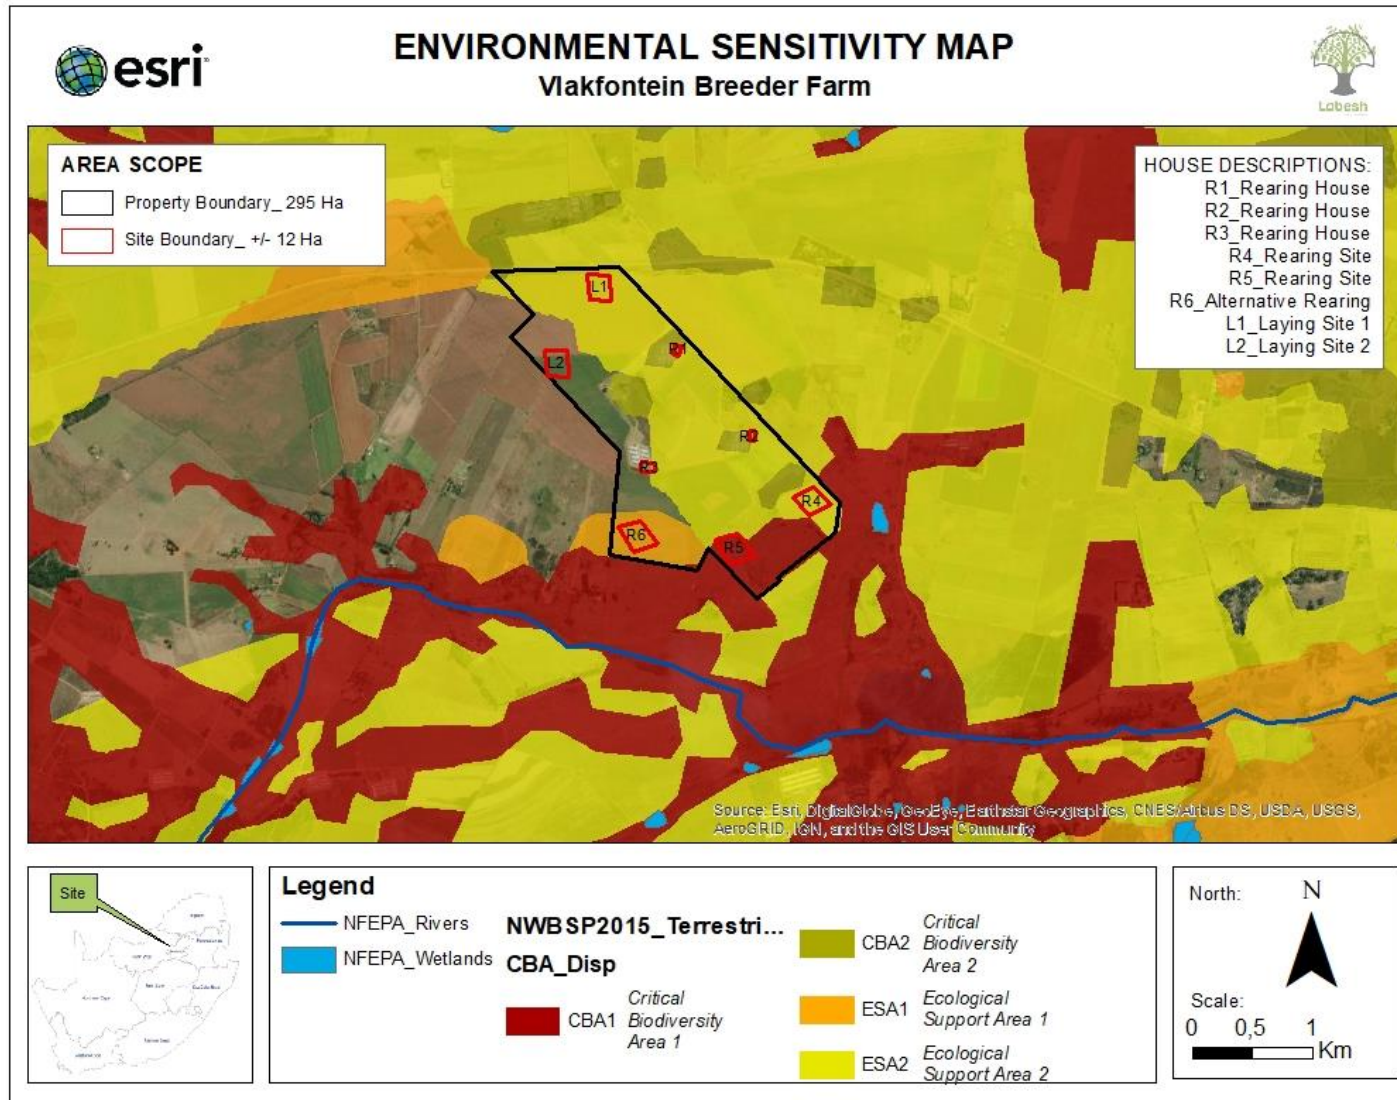 esri
ENVIRONMENTAL SENSITIVITY MAP
Vlakfontein Breeder Farm
Lobesh
AREA SCOPE
Property Boundary_ 295 Ha
Site Boundary_ +/- 12 Ha
HOUSE DESCRIPTIONS:
R1_Rearing House
R2_Rearing House
R3_Rearing House
R4_Rearing Site
R5_Rearing Site
R6_Alternative Rearing
L1_Laying Site 1
L2_Laying Site 2
L1
R1
L2
R2
R3
R4
R6
R5
Source: Esri, DigitalGlobe, GeoEye, Earthstar Geographics, CNES/Airbus DS, USDA, USGS,
AeroGRID, IGN, and the GIS User Community
Site
Legend
NFEPA_Rivers
NFEPA_Wetlands
NWBSP2015_Terrestri...
CBA_Disp
CBA1 Critical
Biodiversity
Area 1
CBA2 Critical
Biodiversity
Area 2
ESA1 Ecological
Support Area 1
ESA2 Ecological
Support Area 2
North: N
Scale:
0 0,5 1
Km